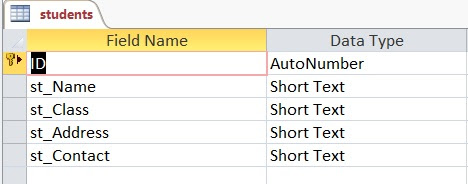 students
Field Name Data Type
ID AutoNumber
st_Name Short Text
st_Class Short Text
st_Address Short Text
st_Contact Short Text